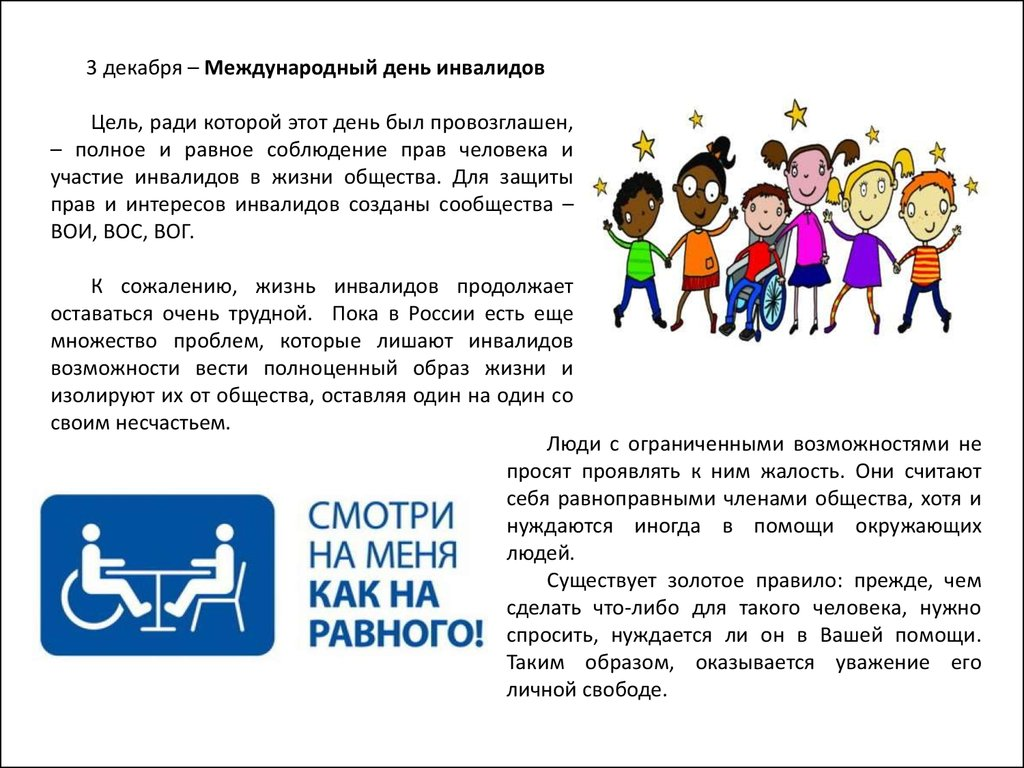 3 декабря – Международный день инвалидов
Цель, ради которой этот день был провозглашен,
– полное и равное соблюдение прав человека и
участие инвалидов в жизни общества. Для защиты
прав и интересов инвалидов созданы сообщества –
ВОИ, ВОС, ВОГ.
К сожалению, жизнь инвалидов продолжает
оставаться очень трудной. Пока в России есть еще
множество проблем, которые лишают инвалидов
возможности вести полноценный образ жизни и
изолируют их от общества, оставляя один на один со
своим несчастьем.
Люди с ограниченными возможностями не
просят проявлять к ним жалость. Они считают
себя равноправными членами общества, хотя и
нуждаются иногда в помощи окружающих
людей.
Существует золотое правило: прежде, чем
сделать что-либо для такого человека, нужно
спросить, нуждается ли он в Вашей помощи.
Таким образом, оказывается уважение его
личной свободе.
СМОТРИ
НА МЕНЯ
КАК НА
РАВНОГО!